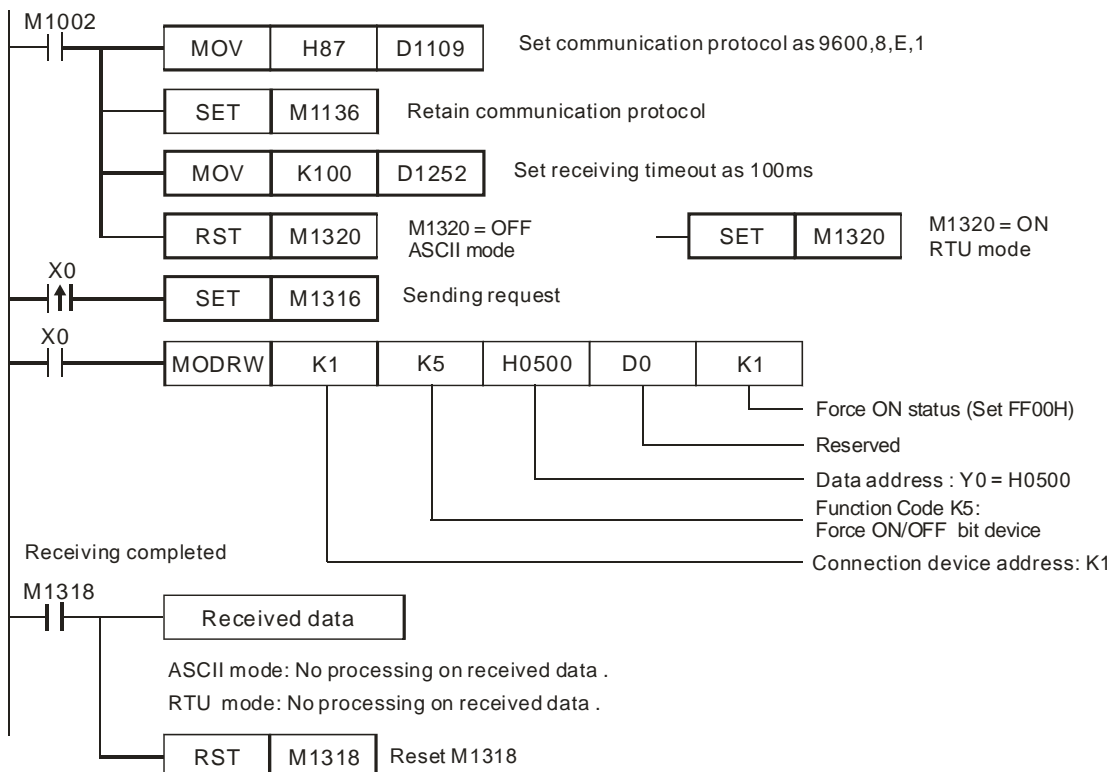 M1002
MOV H87 D1109 Set communication protocol as 9600,8,E,1
SET M1136 Retain communication protocol
MOV K100 D1252 Set receiving timeout as 100ms
RST M1320 M1320 = OFF
ASCII mode
SET M1320 M1320 = ON
RTU mode
X0
SET M1316 Sending request
X0
MODRW K1 K5 H0500 D0 K1
Force ON status (Set FF00H)
Reserved
Data address : Y0 = H0500
Function Code K5:
Force ON/OFF bit device
Connection device address: K1
Receiving completed
M1318
Received data
ASCII mode: No processing on received data .
RTU mode: No processing on received data .
RST M1318 Reset M1318